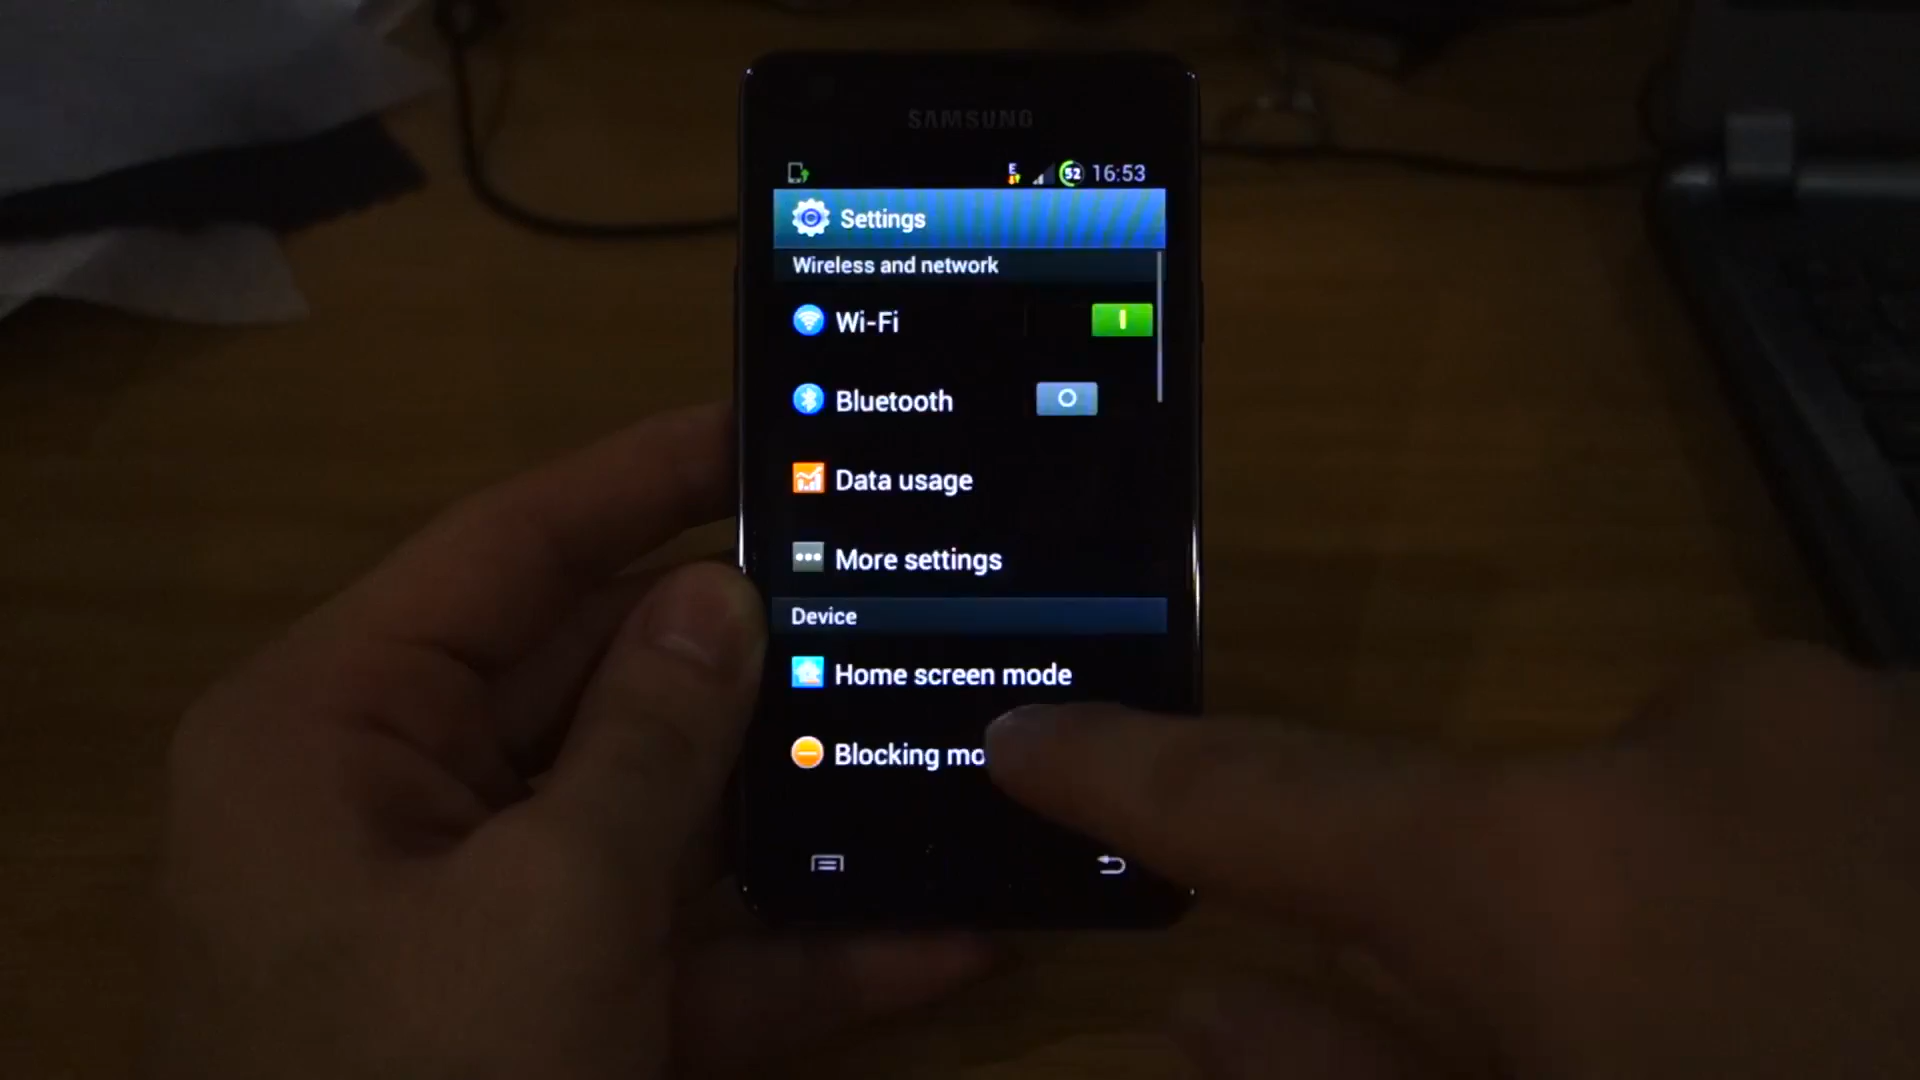 SAMSUNG
E 52 16:53
Settings
Wireless and network
Wi-Fi
Bluetooth
Data usage
More settings
Device
Home screen mode
Blocking mo